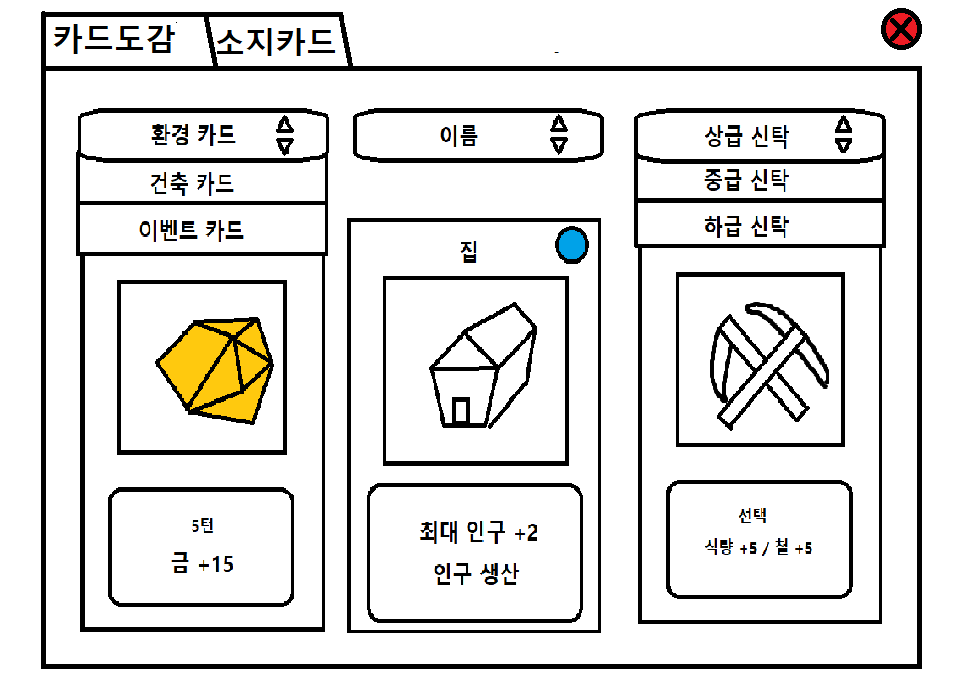 카드도감
소지카드
환경 카드
건축 카드
이벤트 카드
이름
상급 신탁
중급 신탁
하급 신탁
집
5턴
금 +15
최대 인구 +2
인구 생산
선택
식량 +5 / 철 +5